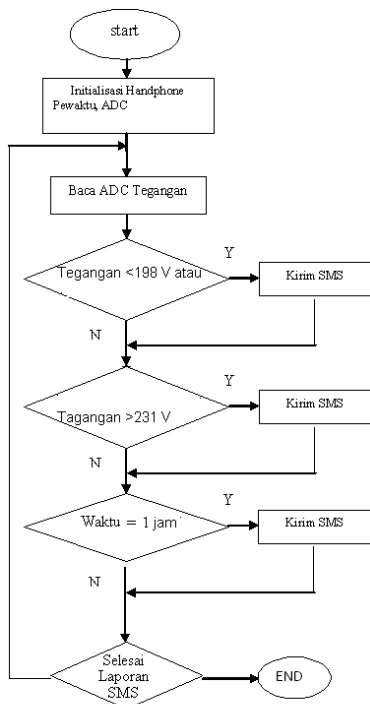 start
Initialisasi Handphone
Pewaktu, ADC
Baca ADC Tegangan
Tegangan <198 V atau
Y
Kirim SMS
N
Tagangan >231 V
Y
Kirim SMS
N
Waktu = 1 jam
Y
Kirim SMS
N
Selesai
Laporan
SMS
END